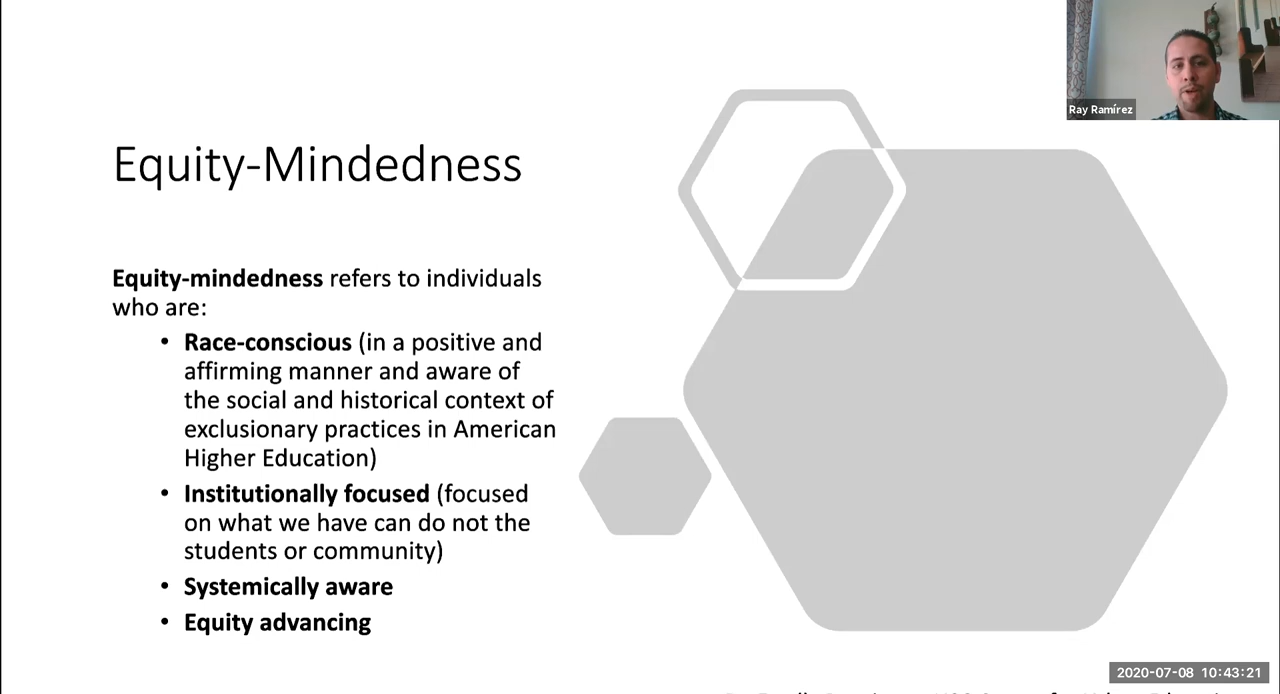 Ray Ramírez
Equity-Mindedness
Equity-mindedness refers to individuals
who are:
• Race-conscious (in a positive and
affirming manner and aware of
the social and historical context of
exclusionary practices in American
Higher Education)
• Institutionally focused (focused
on what we have can do not the
students or community)
• Systemically aware
• Equity advancing
2020-07-08 10:43:21